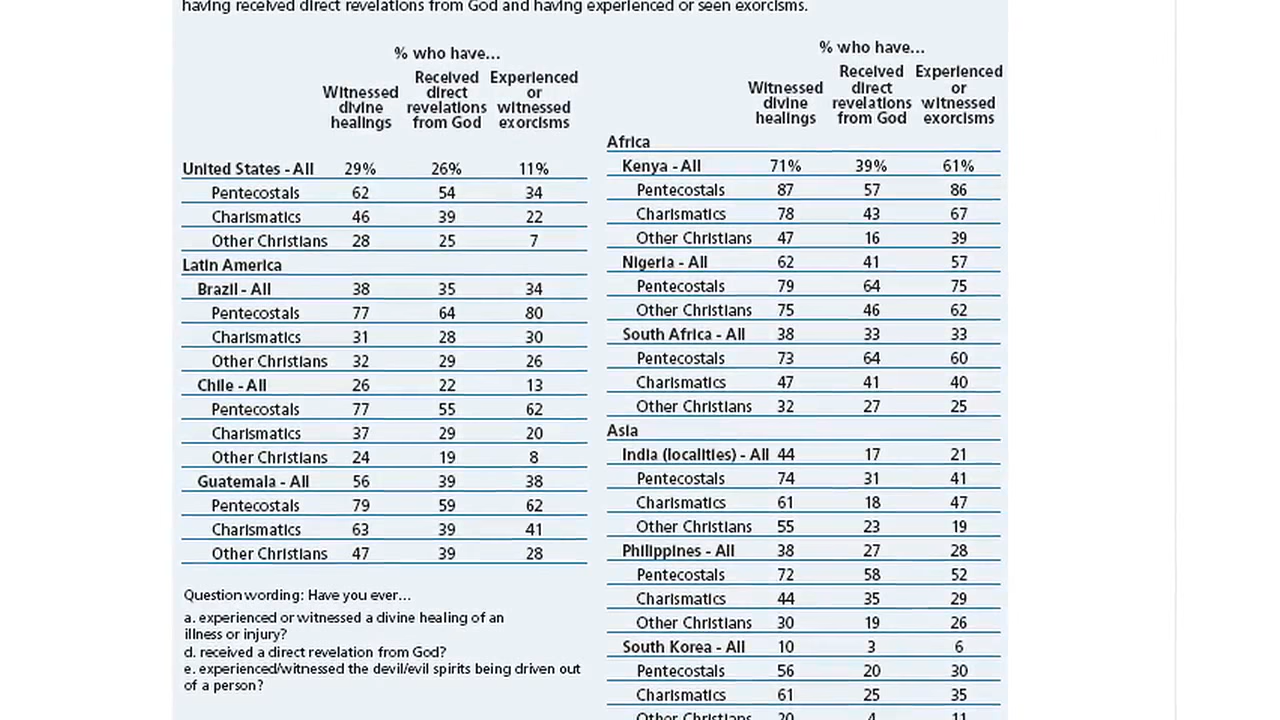 having received direct revelations from God and having experienced or seen exorcisms.
% who have...
Witnessed divine healings Received direct revelations from God Experienced or witnessed exorcisms
United States - All 29% 26% 11%
Pentecostals 62 54 34
Charismatics 46 39 22
Other Christians 28 25 7
Latin America
Brazil - All 38 35 34
Pentecostals 77 64 80
Charismatics 31 28 30
Other Christians 32 29 26
Chile - All 26 22 13
Pentecostals 77 55 62
Charismatics 37 29 20
Other Christians 24 19 8
Guatemala - All 56 39 38
Pentecostals 79 59 62
Charismatics 63 39 41
Other Christians 47 39 28
Question wording: Have you ever...
a. experienced or witnessed a divine healing of an
illness or injury?
d. received a direct revelation from God?
e. experienced/witnessed the devil/evil spirits being driven out
of a person?
% who have...
Witnessed divine healings Received direct revelations from God Experienced or witnessed exorcisms
Africa
Kenya - All 71% 39% 61%
Pentecostals 87 57 86
Charismatics 78 43 67
Other Christians 47 16 39
Nigeria - All 62 41 57
Pentecostals 79 64 75
Other Christians 75 46 62
South Africa - All 38 33 33
Pentecostals 73 64 60
Charismatics 47 41 40
Other Christians 32 27 25
Asia
India (localities) - All 44 17 21
Pentecostals 74 31 41
Charismatics 61 18 47
Other Christians 55 23 19
Philippines - All 38 27 28
Pentecostals 72 58 52
Charismatics 44 35 29
Other Christians 30 19 26
South Korea - All 10 3 6
Pentecostals 56 20 30
Charismatics 61 25 35
Other Christians 20 4 11